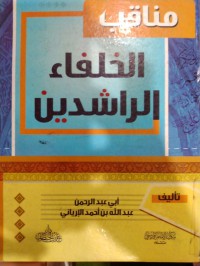 مناقب
الخلفاء
الراشدين
تأليف
أبي عبد الرحمن
عبد الله بن أحمد الإرياني